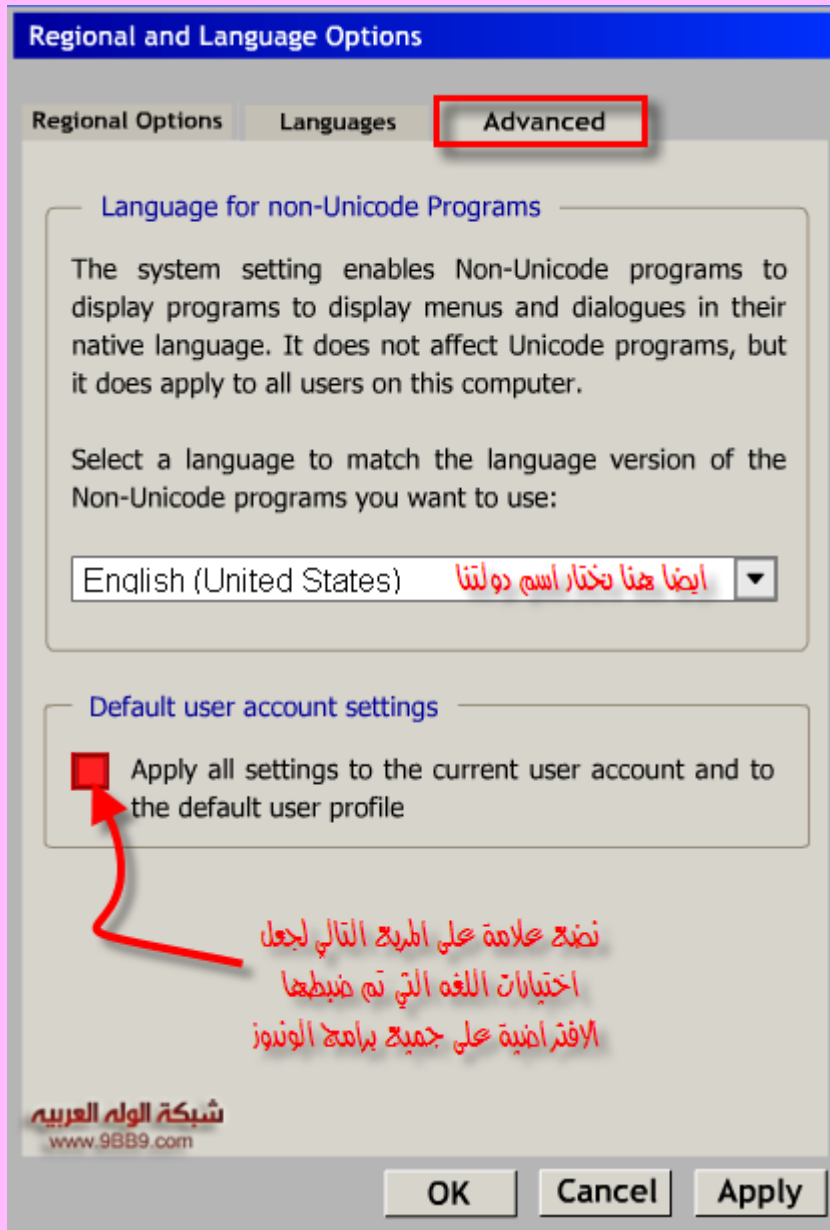 Regional and Language Options
Regional Options Languages Advanced
Language for non-Unicode Programs
The system setting enables Non-Unicode programs to
display programs to display menus and dialogues in their
native language. It does not affect Unicode programs, but
it does apply to all users on this computer.
Select a language to match the language version of the
Non-Unicode programs you want to use:
English (United States) ايضا هنا نختار اسم دولتنا
Default user account settings
Apply all settings to the current user account and to
the default user profile
نضع علامة على المربع التالي لجعل
اختيارات اللغه التي تم ضبطها
الافتراضية على جميع برامج الوندوز
شبكة الوله العربيه
www.9BB9.com
OK Cancel Apply